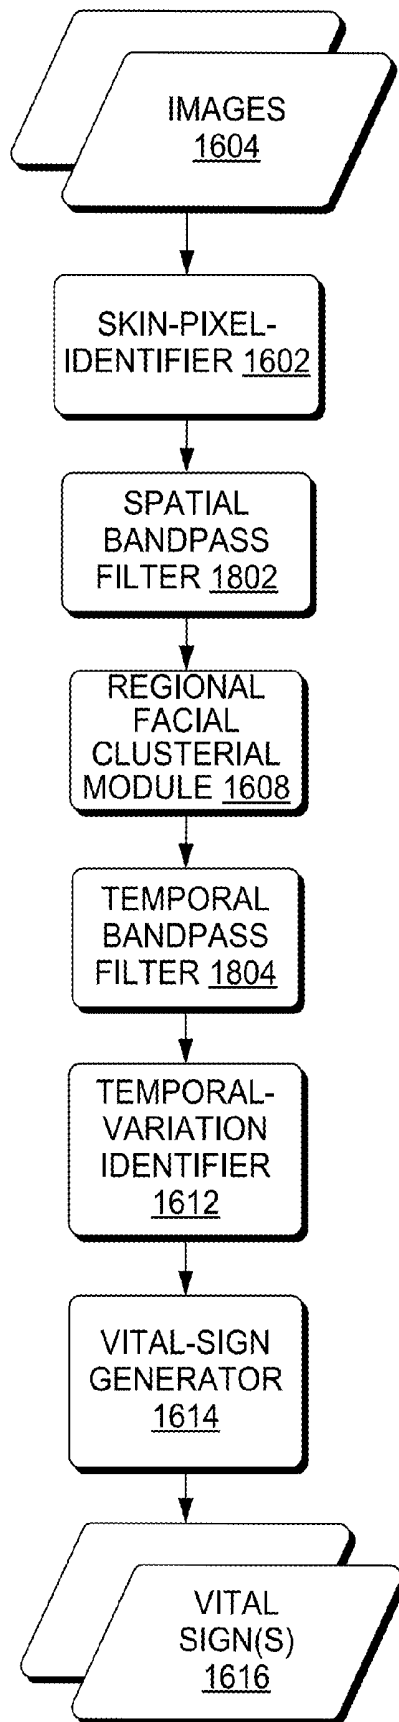 IMAGES
1604
SKIN-PIXEL-
IDENTIFIER 1602
SPATIAL
BANDPASS
FILTER 1802
REGIONAL
FACIAL
CLUSTERIAL
MODULE 1608
TEMPORAL
BANDPASS
FILTER 1804
TEMPORAL-
VARIATION
IDENTIFIER
1612
VITAL-SIGN
GENERATOR
1614
VITAL
SIGN(S)
1616